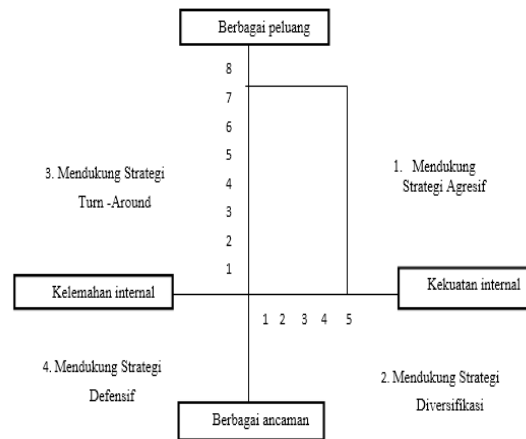 Berbagai peluang
8
7
6
5
4
3
2
1
3. Mendukung Strategi
Turn -Around
1. Mendukung
Strategi Agresif
Kelemahan internal
Kekuatan internal
1 2 3 4 5
4. Mendukung Strategi
Defensif
2. Mendukung Strategi
Diversifikasi
Berbagai ancaman